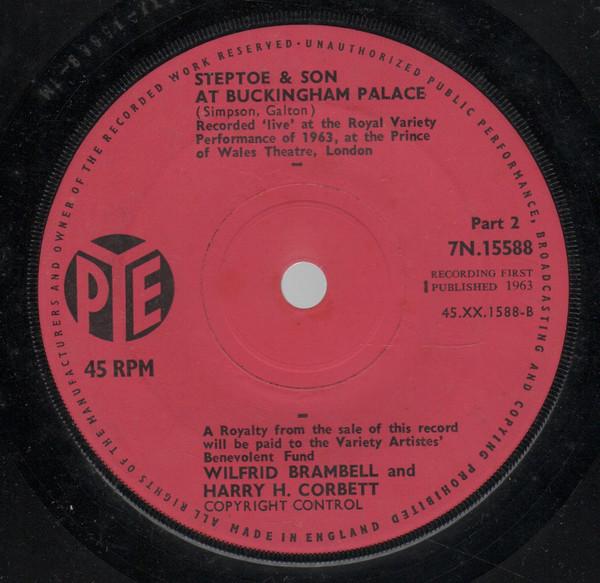 ALL RIGHTS OF THE MANUFACTURERS AND OWNER OF THE RECORDED WORK RESERVED · UNAUTHORIZED PUBLIC PERFORMANCE, BROADCASTING AND COPYING PROHIBITED
STEPTOE & SON
AT BUCKINGHAM PALACE
(Simpson, Galton)
Recorded 'live' at the Royal Variety
Performance of 1963, at the Prince
of Wales Theatre, London
Part 2
7N.15588
RECORDING FIRST
PUBLISHED 1963
45.XX.1588-B
PYE
45 RPM
A Royalty from the sale of this record
will be paid to the Variety Artistes'
Benevolent Fund
WILFRID BRAMBELL and
HARRY H. CORBETT
COPYRIGHT CONTROL
MADE IN ENGLAND